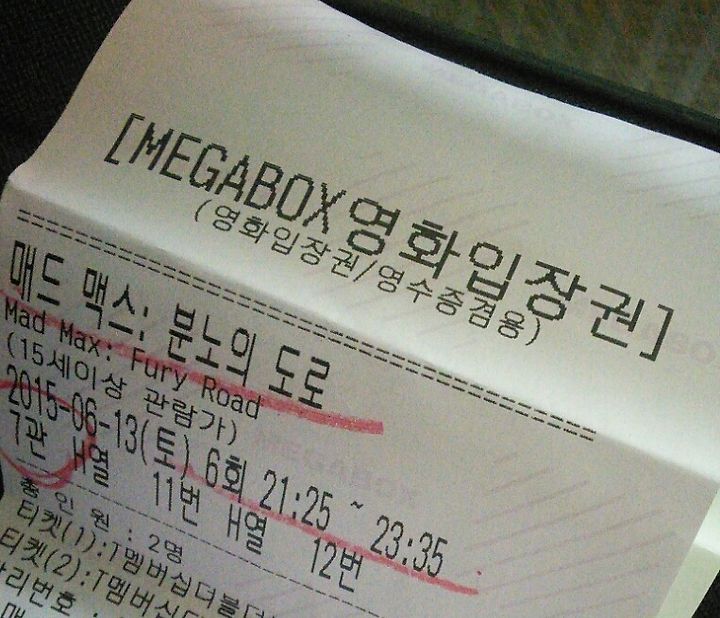 [MEGABOX영화입장권]
(영화입장권/영수증겸용)
매드 맥스: 분노의 도로
Mad Max: Fury Road
(15세이상 관람가)
2015-06-13(토) 6회 21:25 ~ 23:35
7관 H열 11번 H열 12번
총 인 원 : 2명
티켓(1):T멤버십더블
티켓(2):T멤버십더